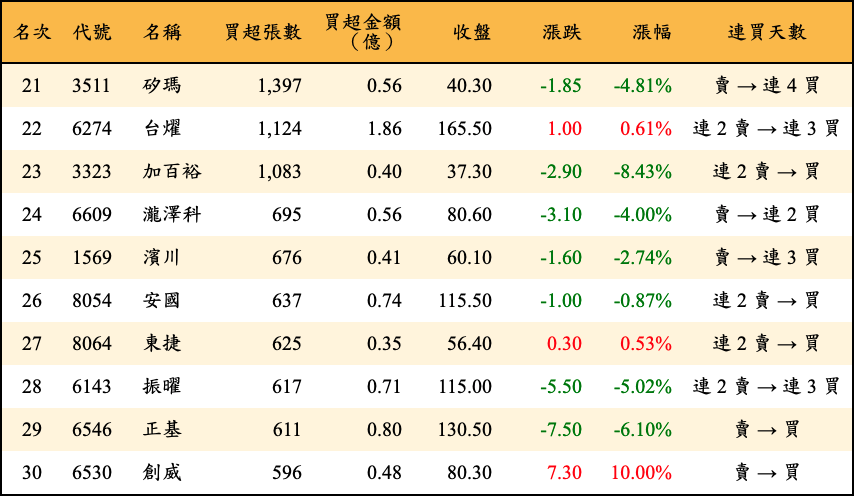 名次 代號 名稱 買超張數 買超金額（億） 收盤 漲跌 漲幅 連買天數
21 3511 矽瑪 1,397 0.56 40.30 -1.85 -4.81% 賣→連4買
22 6274 台燿 1,124 1.86 165.50 1.00 0.61% 連2賣→連3買
23 3323 加百裕 1,083 0.40 37.30 -2.90 -8.43% 連2賣→買
24 6609 瀧澤科 695 0.56 80.60 -3.10 -4.00% 賣→連2買
25 1569 濱川 676 0.41 60.10 -1.60 -2.74% 賣→連3買
26 8054 安國 637 0.74 115.50 -1.00 -0.87% 連2賣→買
27 8064 東捷 625 0.35 56.40 0.30 0.53% 連2賣→買
28 6143 振曜 617 0.71 115.00 -5.50 -5.02% 連2賣→連3買
29 6546 正基 611 0.80 130.50 -7.50 -6.10% 賣→買
30 6530 創威 596 0.48 80.30 7.30 10.00% 賣→買